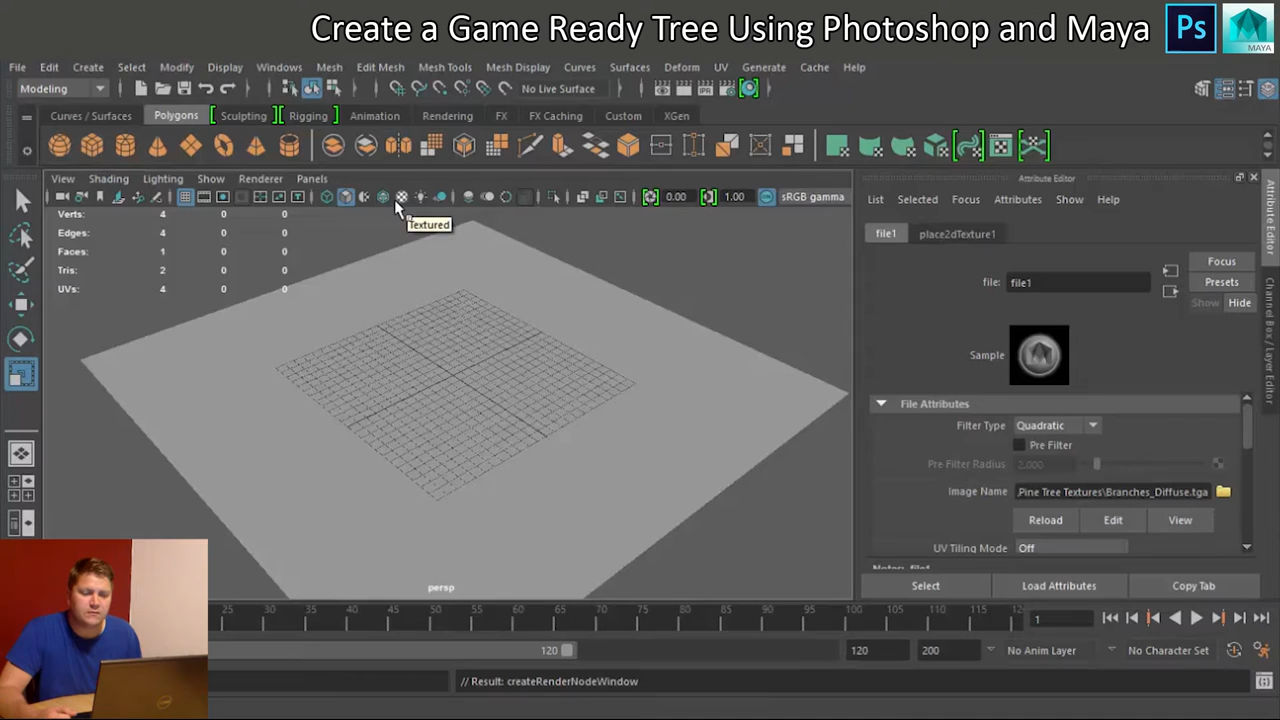 Create a Game Ready Tree Using Photoshop and Maya
Ps
MAYA
File Edit Create Select Modify Display Windows Mesh Edit Mesh Mesh Tools Mesh Display Curves Surfaces Deform UV Generate Cache Help
Modeling No Live Surface
Curves / Surfaces Polygons Sculpting Rigging Animation Rendering FX FX Caching Custom XGen
View Shading Lighting Show Renderer Panels
0.00 1.00 sRGB gamma
Textured
Verts: 4 0 0
Edges: 4 0 0
Faces: 1 0 0
Tris: 2 0 0
UVs: 4 0 0
persp
Attribute Editor
List Selected Focus Attributes Show Help
file1 place2dTexture1
Focus
file: file1
Presets
Show Hide
Sample
File Attributes
Filter Type Quadratic
Pre Filter
Pre Filter Radius 2.000
Image Name Pine Tree Textures\Branches_Diffuse.tga
Reload Edit View
UV Tiling Mode Off
Notes: file1
Select Load Attributes Copy Tab
Attribute Editor
Channel Box / Layer Editor
25 30 35 40 45 50 55 60 65 70 75 80 85 90 95 100 105 110 115 12
1
120 120 200 No Anim Layer No Character Set
// Result: createRenderNodeWindow